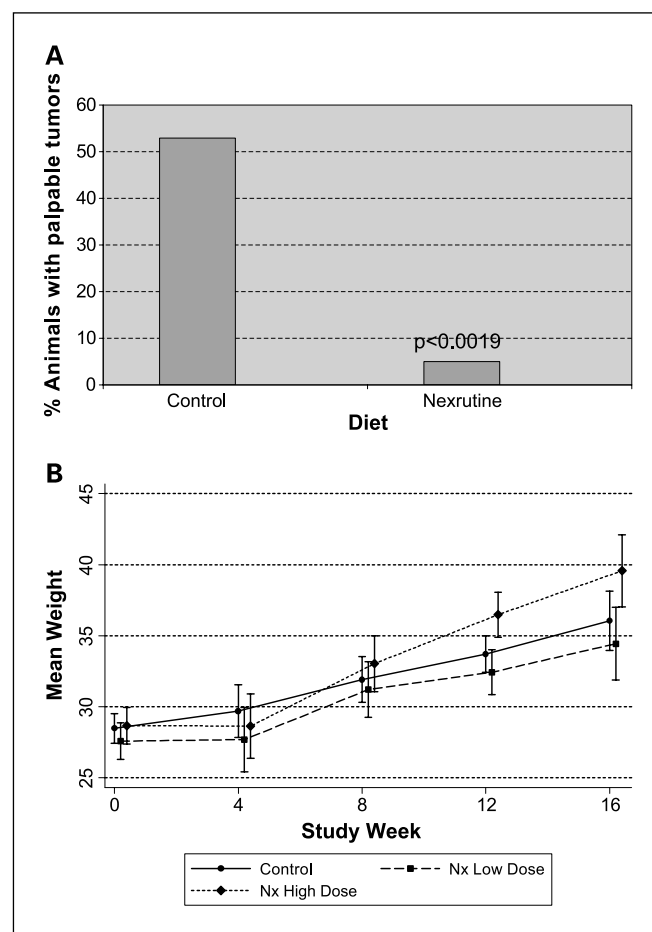 A
% Animals with palpable tumors
60
50
40
30
20
10
0
p<0.0019
Control Nexrutine
Diet
B
Mean Weight
45
40
35
30
25
0 4 8 12 16
Study Week
Control Nx Low Dose
Nx High Dose